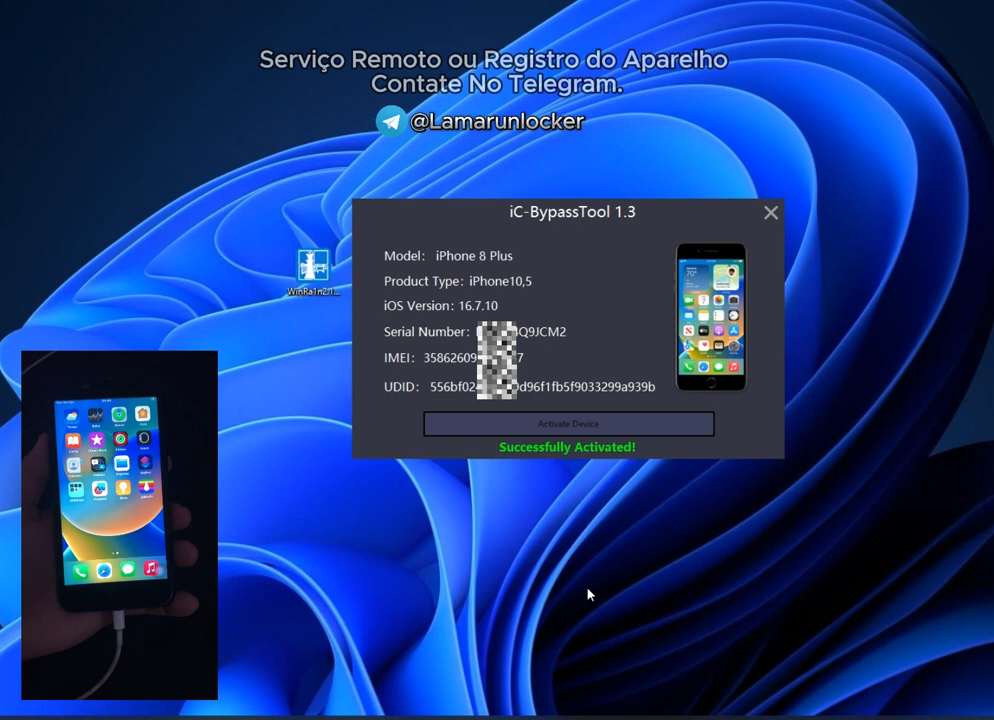 Serviço Remoto ou Registro do Aparelho
Contate No Telegram.
@Lamarunlocker
iC-BypassTool 1.3
Model: iPhone 8 Plus
Product Type: iPhone10,5
iOS Version: 16.7.10
Serial Number: Q9JCM2
IMEI: 35862609 7
UDID: 556bf02 d96f1fb5f9033299a939b
Activate Device
Successfully Activated!
WinRa1n2.1...